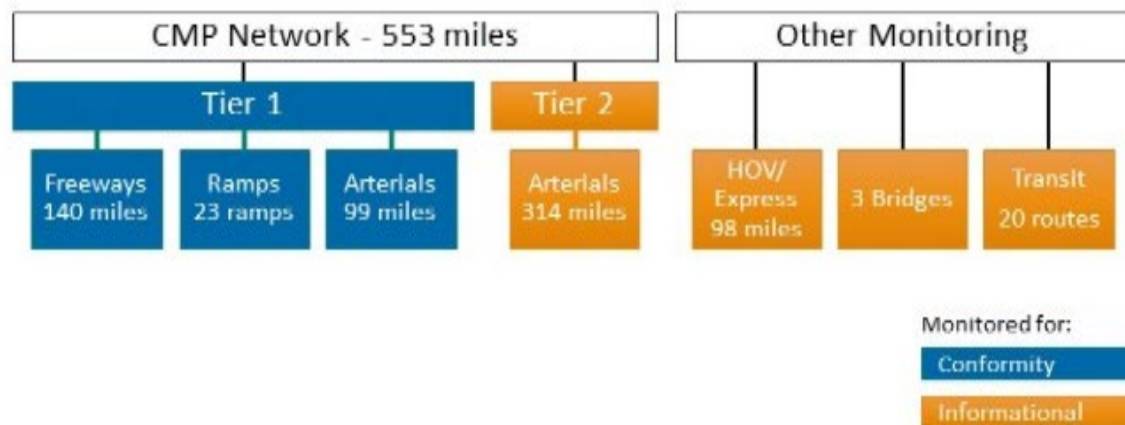 CMP Network - 553 miles
Other Monitoring
Tier 1
Tier 2
Freeways
140 miles
Ramps
23 ramps
Arterials
99 miles
Arterials
314 miles
HOV/
Express
98 miles
3 Bridges
Transit
20 routes
Monitored for:
Conformity
Informational